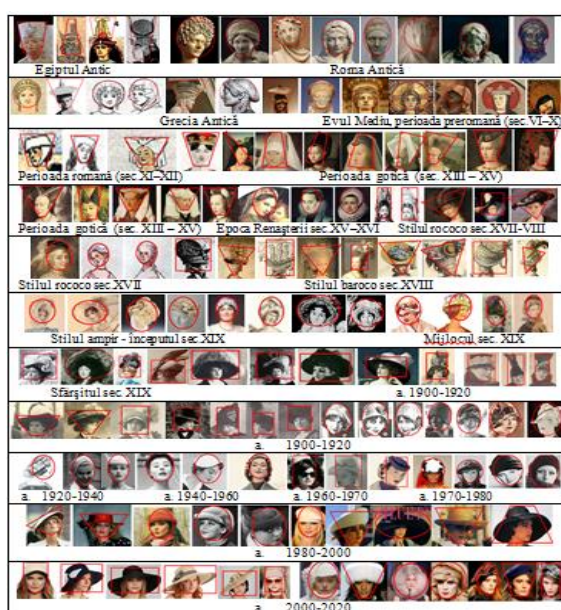 Egiptul Antic Roma Antică
Grecia Antică Evul Mediu, perioada preromană (sec.VI–X)
Perioada romană (sec.XI–XII) Perioada gotică (sec. XIII – XV)
Perioada gotică (sec. XIII – XV) Epoca Renașterii sec.XV–XVI Stilul rococo sec.XVII-VIII
Stilul rococo sec.XVII Stilul baroco sec.XVIII
Stilul ampir - începutul sec.XIX Mijlocul sec. XIX
Sfârșitul sec. XIX a. 1900-1920
a. 1900-1920
a. 1920-1940 a. 1940-1960 a. 1960-1970 a. 1970-1980
a. 1980-2000
a. 2000-2020